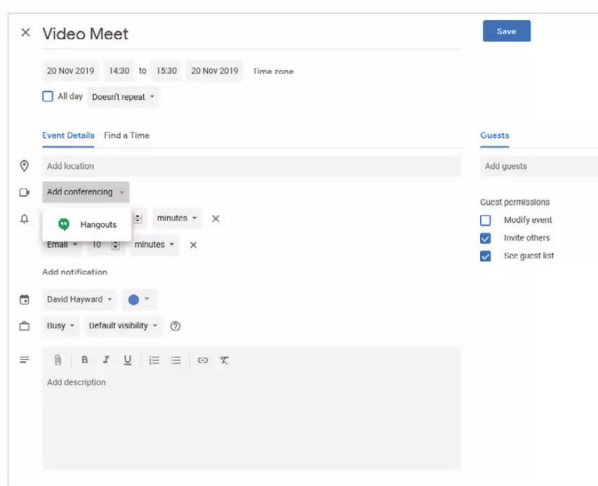 × Video Meet
Save
20 Nov 2019 14:30 to 15:30 20 Nov 2019 Time zone
All day Doesn't repeat
Event Details Find a Time
Guests
Add location
Add guests
Add conferencing
Guest permissions
Hangouts
minutes ×
Modify event
Email 10 minutes ×
Invite others
See guest list
Add notification
David Hayward
Busy Default visibility ?
B I U
Add description